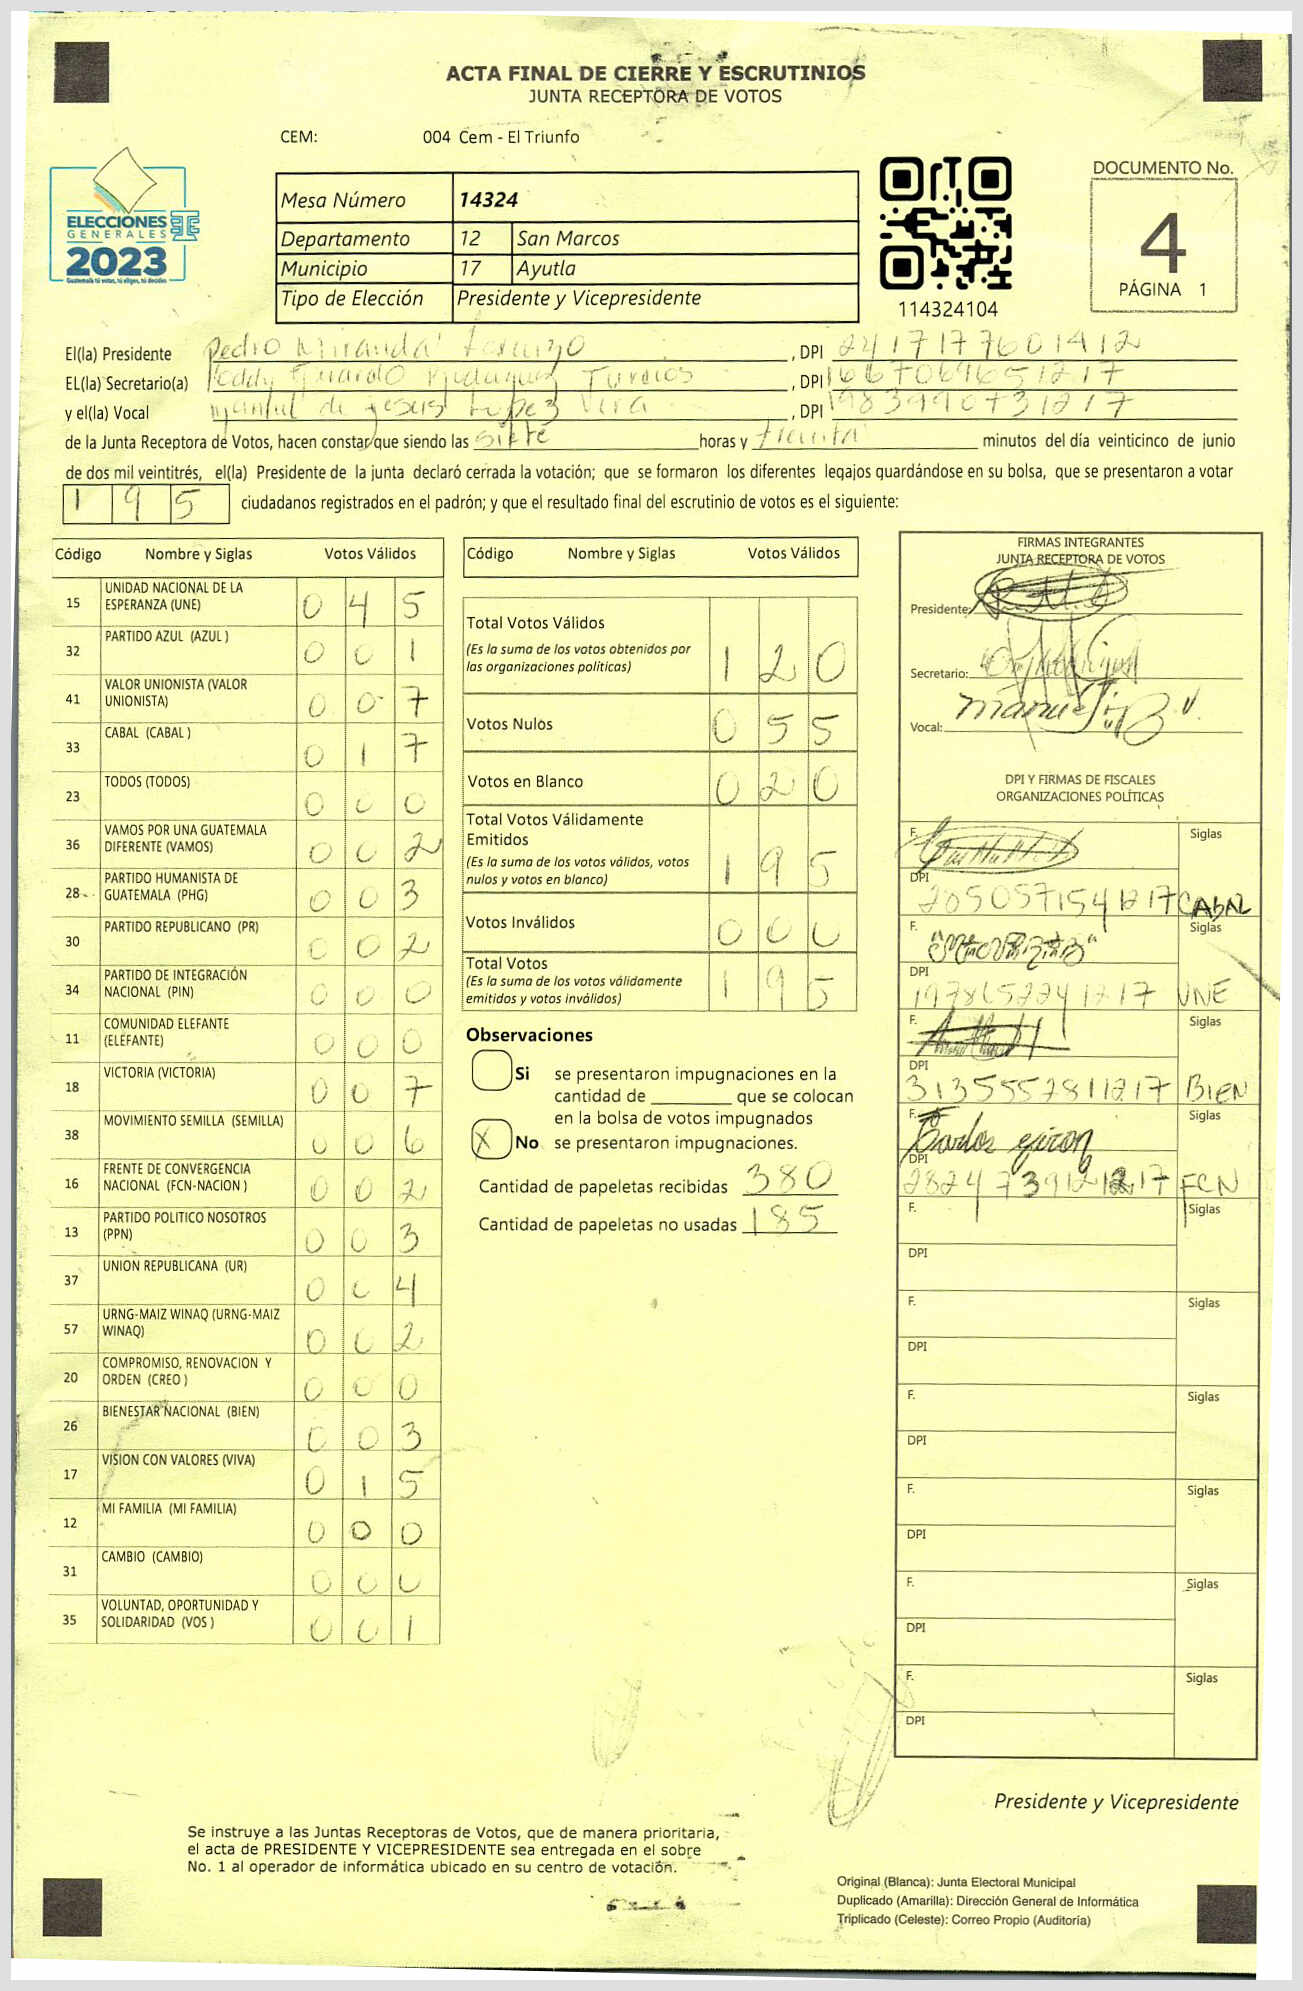 ACTA FINAL DE CIERRE Y ESCRUTINIOS
JUNTA RECEPTORA DE VOTOS
CEM: 004 Cem - El Triunfo
ELECCIONES
GENERALES
2023
Guatemala tú votas, tú eliges, tú decides
Mesa Número 14324
Departamento 12 San Marcos
Municipio 17 Ayutla
Tipo de Elección Presidente y Vicepresidente
114324104
DOCUMENTO No.
4
PÁGINA 1
El(la) Presidente Pedro Miranda , DPI 2417177601412
EL(la) Secretario(a) Turcios , DPI
y el(la) Vocal Manuel de Jesus Lopez Vera , DPI 1983990731217
de la Junta Receptora de Votos, hacen constar que siendo las siete horas y treinta minutos del día veinticinco de junio
de dos mil veintitrés, el(la) Presidente de la junta declaró cerrada la votación; que se formaron los diferentes legajos guardándose en su bolsa, que se presentaron a votar
195 ciudadanos registrados en el padrón; y que el resultado final del escrutinio de votos es el siguiente:
Código Nombre y Siglas Votos Válidos
15 UNIDAD NACIONAL DE LA ESPERANZA (UNE) 0 4 5
32 PARTIDO AZUL (AZUL ) 0 0 1
41 VALOR UNIONISTA (VALOR UNIONISTA) 0 0 7
33 CABAL (CABAL ) 0 1 7
23 TODOS (TODOS) 0 0 0
36 VAMOS POR UNA GUATEMALA DIFERENTE (VAMOS) 0 0 2
28 PARTIDO HUMANISTA DE GUATEMALA (PHG) 0 0 3
30 PARTIDO REPUBLICANO (PR) 0 0 2
34 PARTIDO DE INTEGRACIÓN NACIONAL (PIN) 0 0 0
11 COMUNIDAD ELEFANTE (ELEFANTE) 0 0 0
18 VICTORIA (VICTORIA) 0 0 7
38 MOVIMIENTO SEMILLA (SEMILLA) 0 0 6
16 FRENTE DE CONVERGENCIA NACIONAL (FCN-NACION ) 0 0 2
13 PARTIDO POLITICO NOSOTROS (PPN) 0 0 3
37 UNION REPUBLICANA (UR) 0 0 4
57 URNG-MAIZ WINAQ (URNG-MAIZ WINAQ) 0 0 2
20 COMPROMISO, RENOVACION Y ORDEN (CREO ) 0 0 0
26 BIENESTAR NACIONAL (BIEN) 0 0 3
17 VISION CON VALORES (VIVA) 0 1 5
12 MI FAMILIA (MI FAMILIA) 0 0 0
31 CAMBIO (CAMBIO) 0 0 0
35 VOLUNTAD, OPORTUNIDAD Y SOLIDARIDAD (VOS ) 0 0 1
Código Nombre y Siglas Votos Válidos
Total Votos Válidos 1 2 0
(Es la suma de los votos obtenidos por
las organizaciones políticas)
Votos Nulos 0 5 5
Votos en Blanco 0 2 0
Total Votos Válidamente
Emitidos 1 9 5
(Es la suma de los votos válidos, votos
nulos y votos en blanco)
Votos Inválidos 0 0 0
Total Votos 1 9 5
(Es la suma de los votos válidamente
emitidos y votos inválidos)
Observaciones
Si se presentaron impugnaciones en la
cantidad de ________ que se colocan
en la bolsa de votos impugnados
X No se presentaron impugnaciones.
Cantidad de papeletas recibidas 380
Cantidad de papeletas no usadas 185
FIRMAS INTEGRANTES
JUNTA RECEPTORA DE VOTOS
Presidente:
Secretario:
Vocal: Manuel
DPI Y FIRMAS DE FISCALES
ORGANIZACIONES POLÍTICAS
F. Siglas
DPI 2050571541217 CABAL
F. Siglas
DPI 1978652241217 UNE
F. Siglas
DPI 3135557811217 BIEN
F. Carlos giron Siglas
DPI FCN
F. Siglas
DPI
F. Siglas
DPI
F. Siglas
DPI
F. Siglas
DPI
F. Siglas
DPI
F. Siglas
DPI
Presidente y Vicepresidente
Se instruye a las Juntas Receptoras de Votos, que de manera prioritaria,
el acta de PRESIDENTE Y VICEPRESIDENTE sea entregada en el sobre
No. 1 al operador de informática ubicado en su centro de votación.
Original (Blanca): Junta Electoral Municipal
Duplicado (Amarilla): Dirección General de Informática
Triplicado (Celeste): Correo Propio (Auditoría)